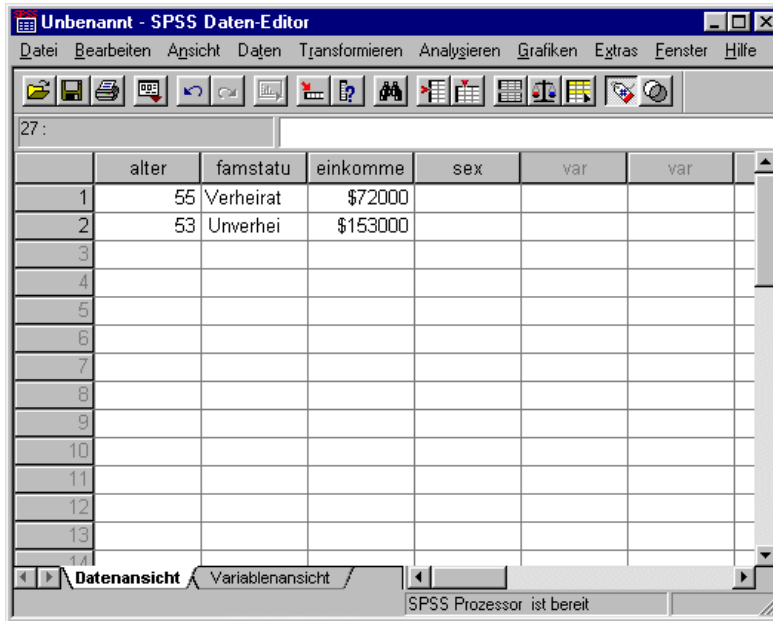 Unbenannt - SPSS Daten-Editor
Datei Bearbeiten Ansicht Daten Transformieren Analysieren Grafiken Extras Fenster Hilfe
27 :
alter famstatu einkomme sex var var
1 55 Verheirat $72000
2 53 Unverhei $153000
3
4
5
6
7
8
9
10
11
12
13
14
Datenansicht Variablenansicht
SPSS Prozessor ist bereit